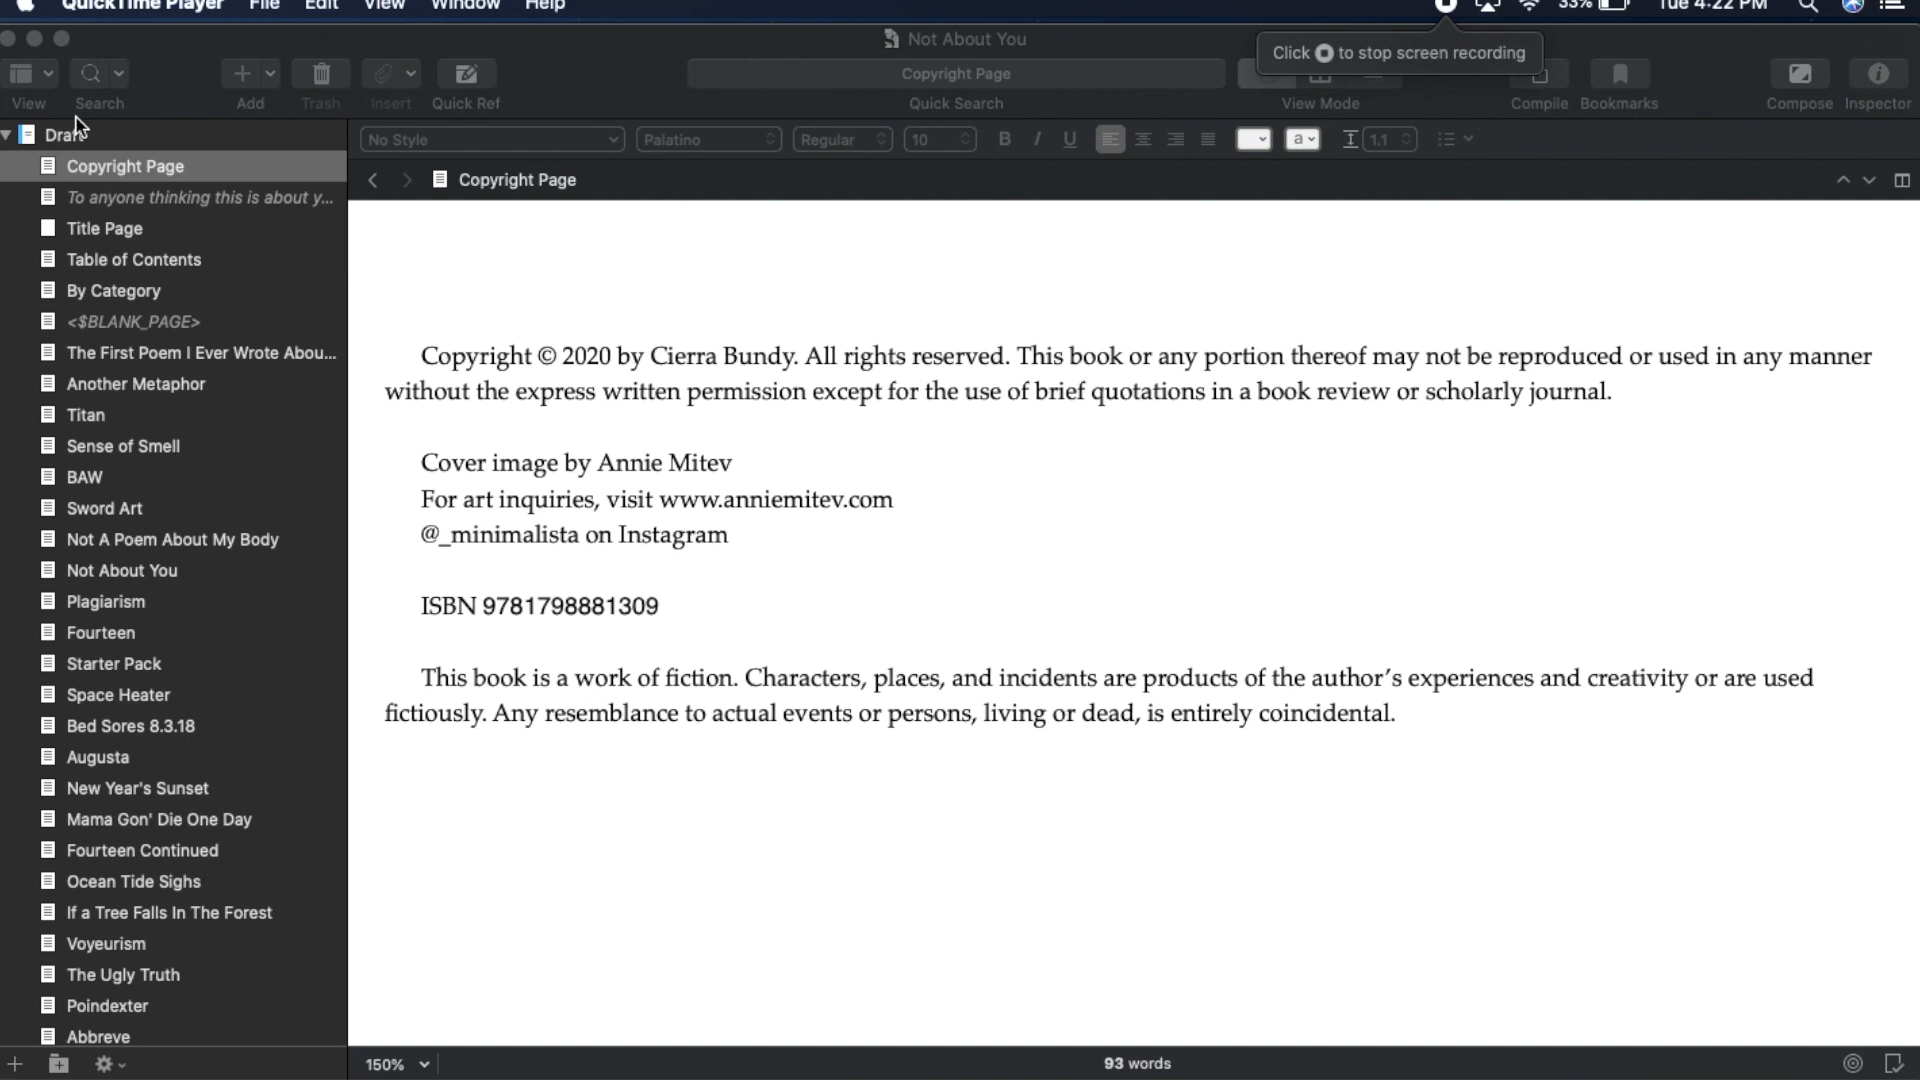 QuickTime Player File Edit View Window Help 33% Tue 4:22 PM
Not About You
Click to stop screen recording
Copyright Page
View Search Add Trash Insert Quick Ref Quick Search View Mode Compile Bookmarks Compose Inspector
Draft
No Style Palatino Regular 10 B I U a 1.1
Copyright Page
Copyright Page
To anyone thinking this is about y...
Title Page
Table of Contents
By Category
<$BLANK_PAGE>
The First Poem I Ever Wrote Abou...
Another Metaphor
Titan
Sense of Smell
BAW
Sword Art
Not A Poem About My Body
Not About You
Plagiarism
Fourteen
Starter Pack
Space Heater
Bed Sores 8.3.18
Augusta
New Year's Sunset
Mama Gon' Die One Day
Fourteen Continued
Ocean Tide Sighs
If a Tree Falls In The Forest
Voyeurism
The Ugly Truth
Poindexter
Abbreve
Copyright © 2020 by Cierra Bundy. All rights reserved. This book or any portion thereof may not be reproduced or used in any manner
without the express written permission except for the use of brief quotations in a book review or scholarly journal.
Cover image by Annie Mitev
For art inquiries, visit www.anniemitev.com
@_minimalista on Instagram
ISBN 9781798881309
This book is a work of fiction. Characters, places, and incidents are products of the author's experiences and creativity or are used
fictiously. Any resemblance to actual events or persons, living or dead, is entirely coincidental.
150% 93 words